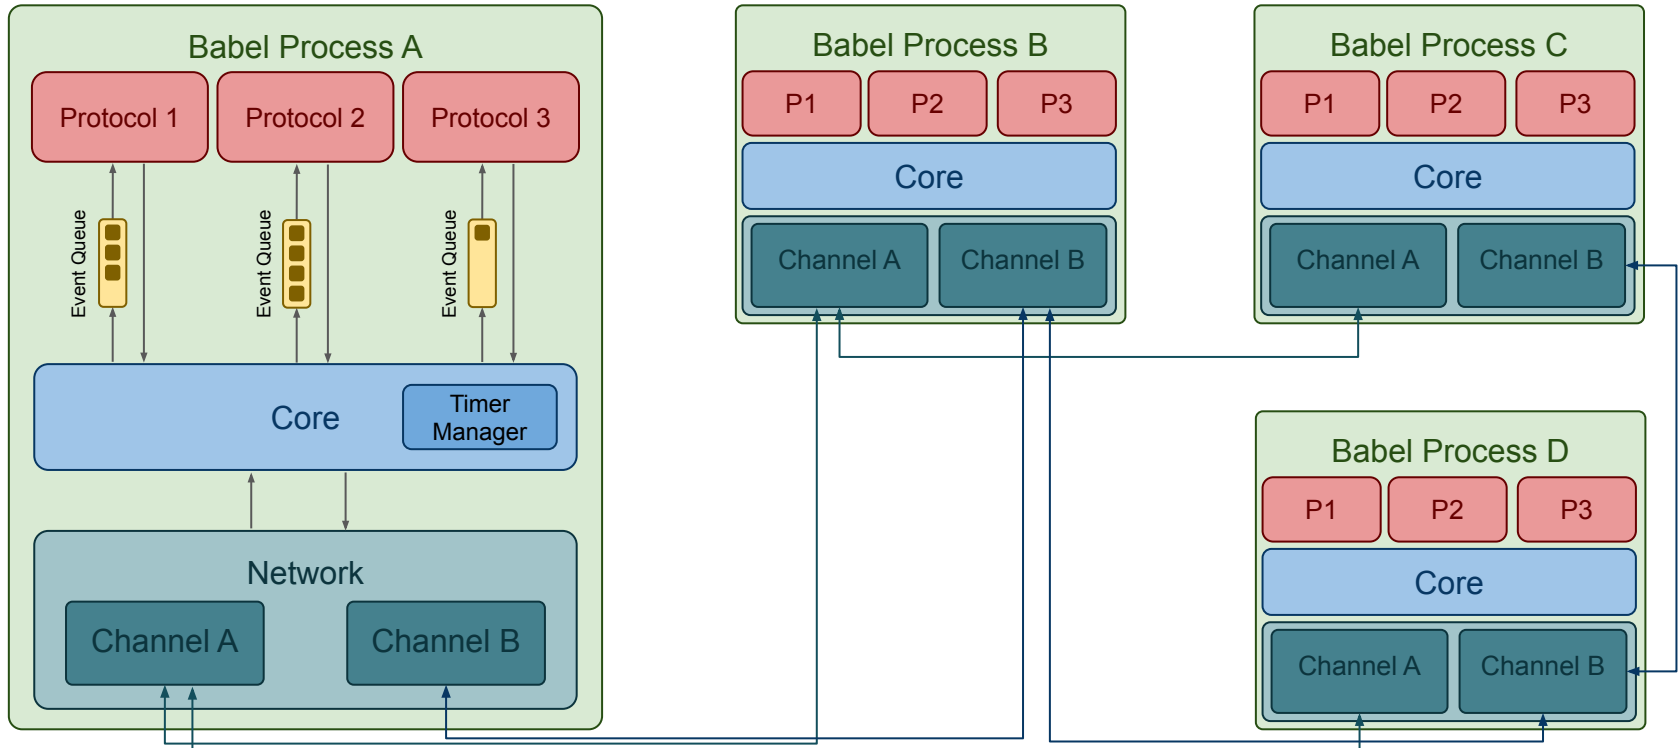 Babel Process A
Protocol 1
Protocol 2
Protocol 3
Event Queue
Event Queue
Event Queue
Core
Timer
Manager
Network
Channel A
Channel B
Babel Process B
P1
P2
P3
Core
Channel A
Channel B
Babel Process C
P1
P2
P3
Core
Channel A
Channel B
Babel Process D
P1
P2
P3
Core
Channel A
Channel B